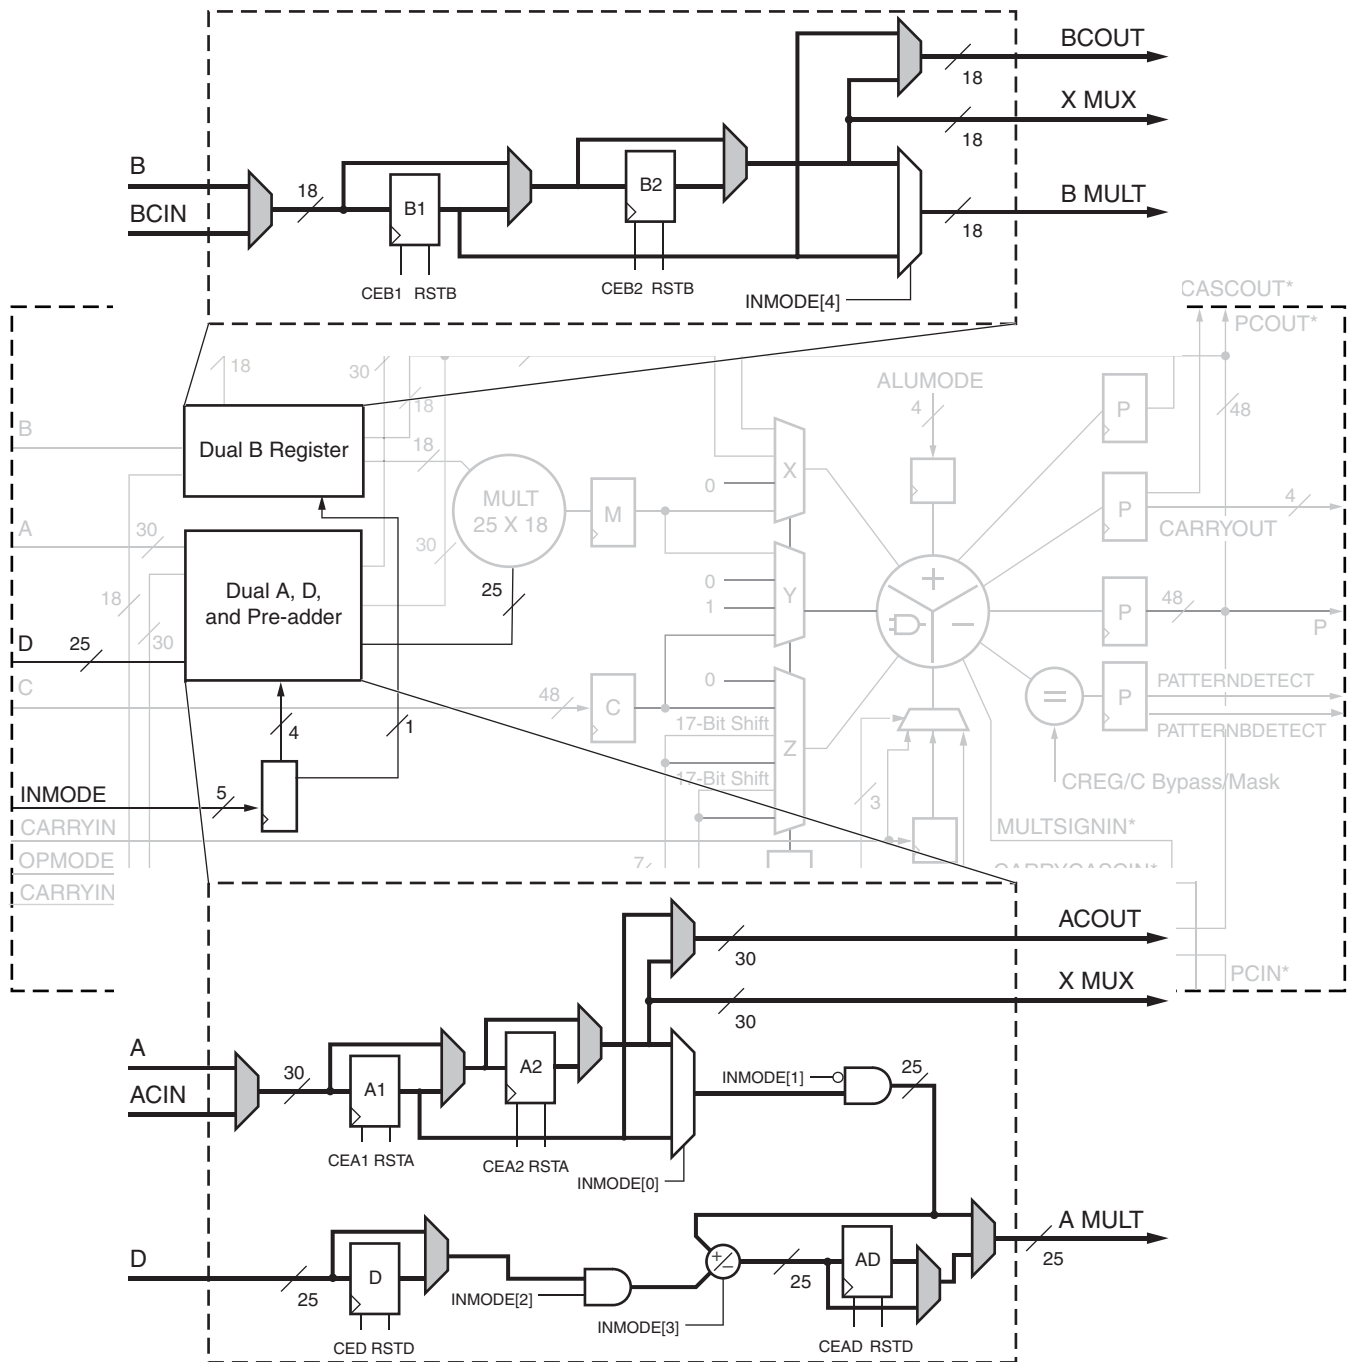 BCOUT
18
X MUX
18
B
18
B1
B2
BCIN
B MULT
18
CEB1 RSTB
CEB2 RSTB
INMODE[4]
CASCOUT*
PCOUT*
18
30
ALUMODE
4
P
48
18
B
Dual B Register
18
X
0
MULT
25 X 18
M
P
4
CARRYOUT
A
30
30
Dual A, D,
and Pre-adder
25
0
1
Y
P
48
P
18
30
D
25
C
0
48
C
17-Bit Shift
Z
17-Bit Shift
=
P
PATTERNDETECT
PATTERNBDETECT
4
1
CREG/C Bypass/Mask
INMODE
5
3
CARRYIN
MULTSIGNIN*
OPMODE
7
CARRYCASCIN*
CARRYIN
ACOUT
30
PCIN*
X MUX
30
A
30
A1
A2
ACIN
INMODE[1]
25
CEA1 RSTA
CEA2 RSTA
INMODE[0]
A MULT
25
D
25
D
+
–
25
AD
INMODE[2]
INMODE[3]
CED RSTD
CEAD RSTD